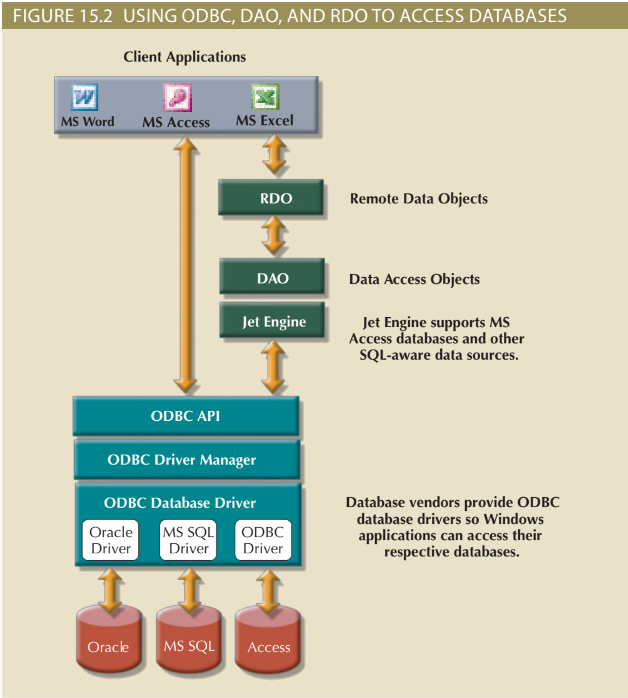 FIGURE 15.2 USING ODBC, DAO, AND RDO TO ACCESS DATABASES
Client Applications
MS Word
MS Access
MS Excel
RDO
Remote Data Objects
DAO
Data Access Objects
Jet Engine
Jet Engine supports MS
Access databases and other
SQL-aware data sources.
ODBC API
ODBC Driver Manager
ODBC Database Driver
Oracle
Driver
MS SQL
Driver
ODBC
Driver
Database vendors provide ODBC
database drivers so Windows
applications can access their
respective databases.
Oracle
MS SQL
Access